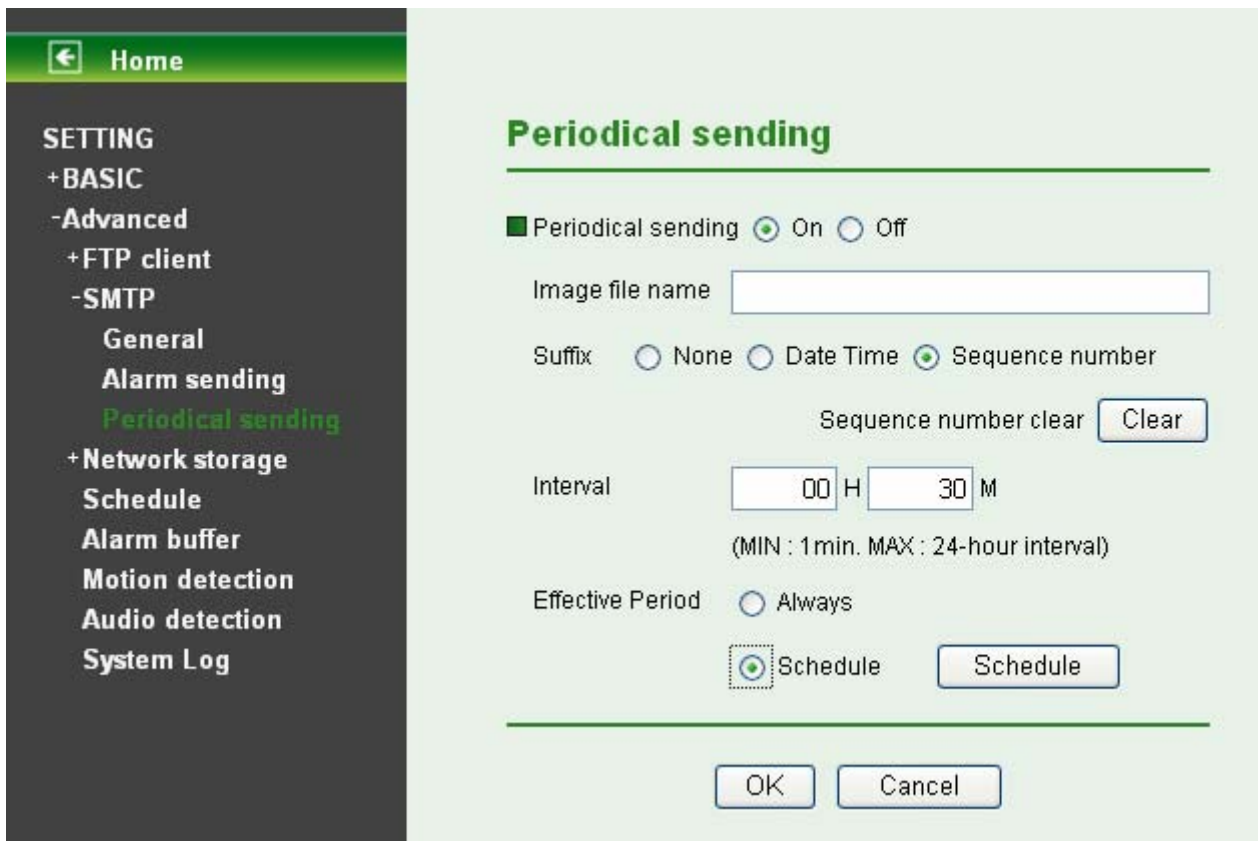 Home
SETTING
+BASIC
-Advanced
+FTP client
-SMTP
General
Alarm sending
Periodical sending
+Network storage
Schedule
Alarm buffer
Motion detection
Audio detection
System Log
Periodical sending
Periodical sending On Off
Image file name
Suffix None Date Time Sequence number
Sequence number clear Clear
Interval 00 H 30 M
(MIN : 1min. MAX : 24-hour interval)
Effective Period Always
Schedule Schedule
OK Cancel